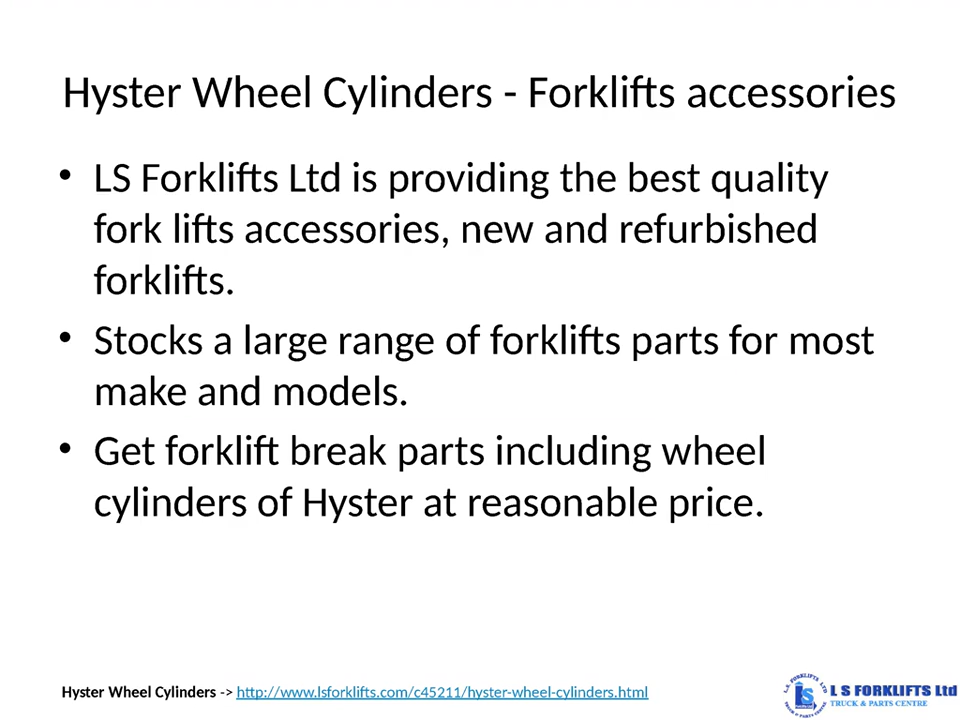 Hyster Wheel Cylinders - Forklifts accessories
• LS Forklifts Ltd is providing the best quality
fork lifts accessories, new and refurbished
forklifts.
• Stocks a large range of forklifts parts for most
make and models.
• Get forklift break parts including wheel
cylinders of Hyster at reasonable price.
Hyster Wheel Cylinders -> http://www.lsforklifts.com/c45211/hyster-wheel-cylinders.html
L S FORKLIFTS Ltd
TRUCK & PARTS CENTRE